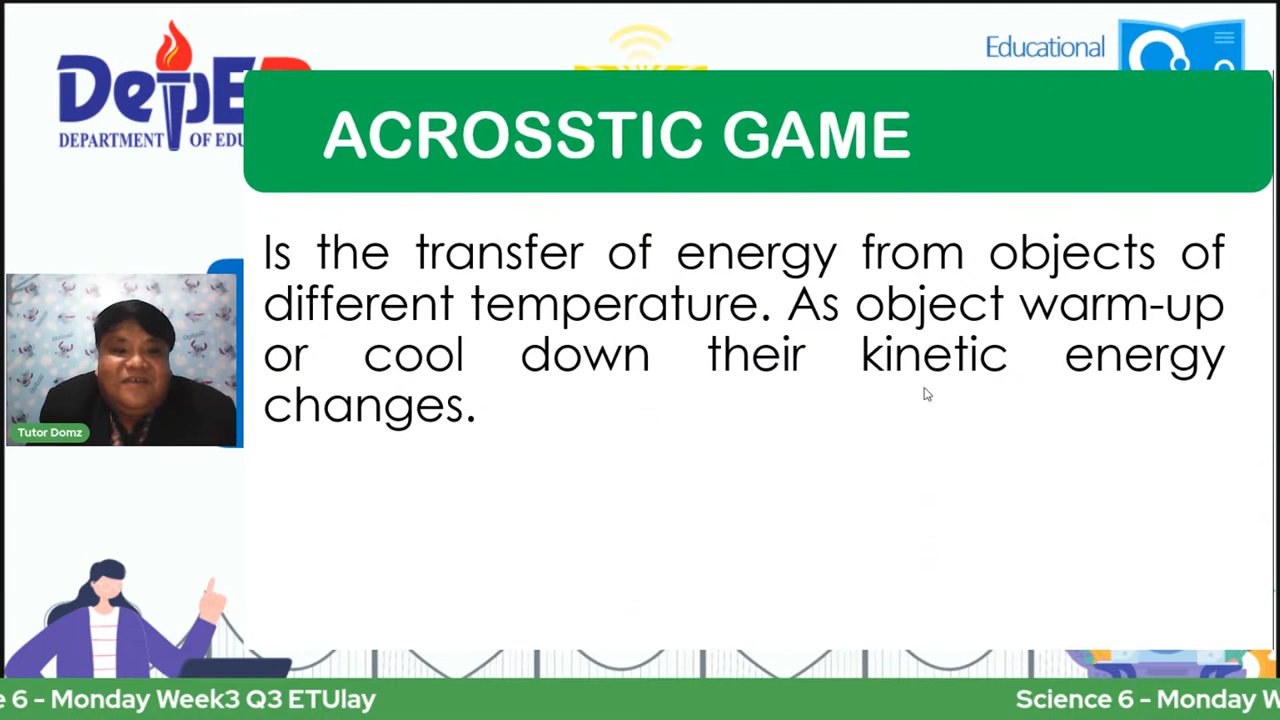 DepED
DEPARTMENT OF EDU
Educational
ACROSSTIC GAME
Is the transfer of energy from objects of
different temperature. As object warm-up
or cool down their kinetic energy
changes.
Tutor Domz
e 6 - Monday Week3 Q3 ETUlay
Science 6 - Monday W